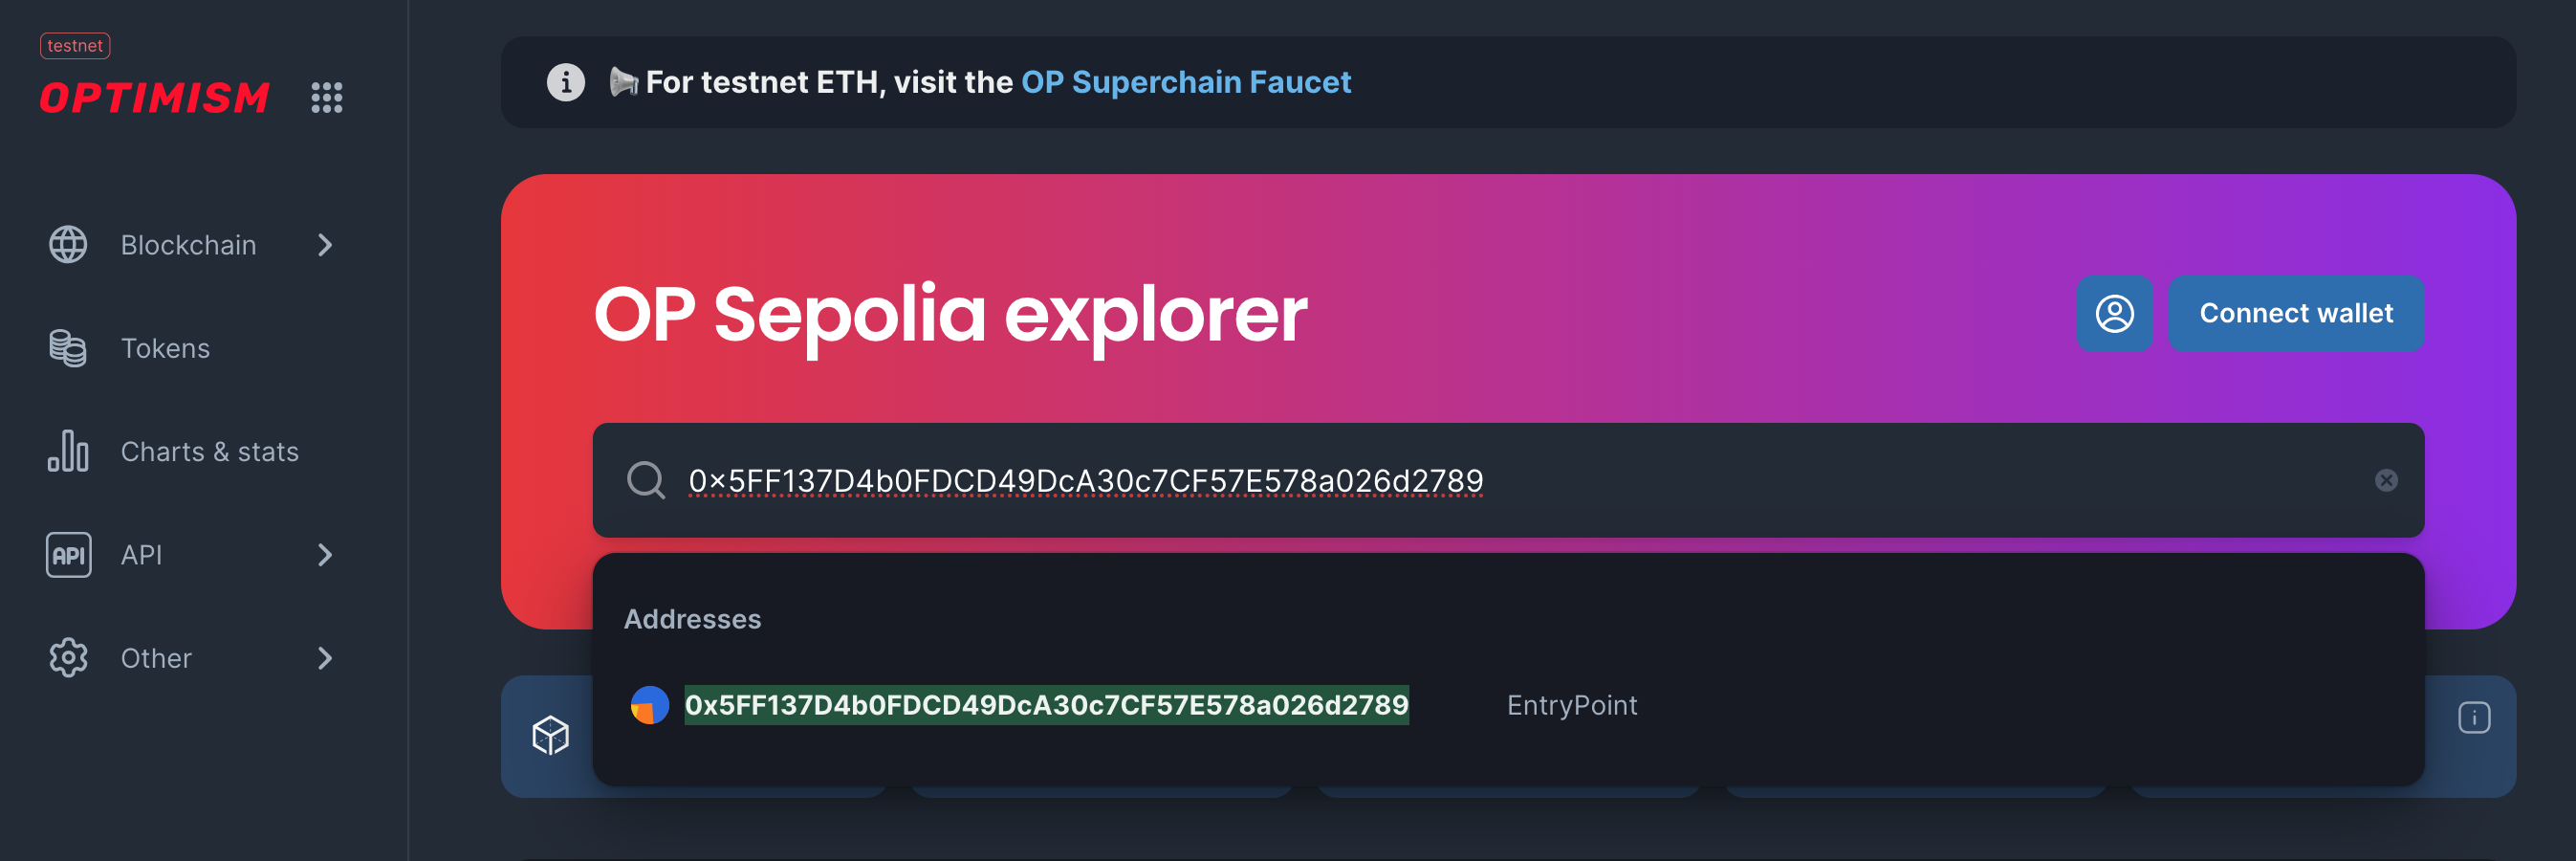 testnet
OPTIMISM
Blockchain
Tokens
Charts & stats
API
API
Other
For testnet ETH, visit the OP Superchain Faucet
OP Sepolia explorer
Connect wallet
0x5FF137D4b0FDCD49DcA30c7CF57E578a026d2789
Addresses
0x5FF137D4b0FDCD49DcA30c7CF57E578a026d2789 EntryPoint